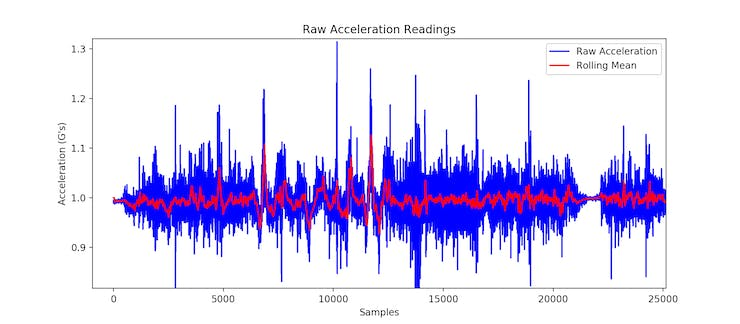 Raw Acceleration Readings
Raw Acceleration
Rolling Mean
Acceleration (G's)
1.3
1.2
1.1
1.0
0.9
0
5000
10000
15000
20000
25000
Samples